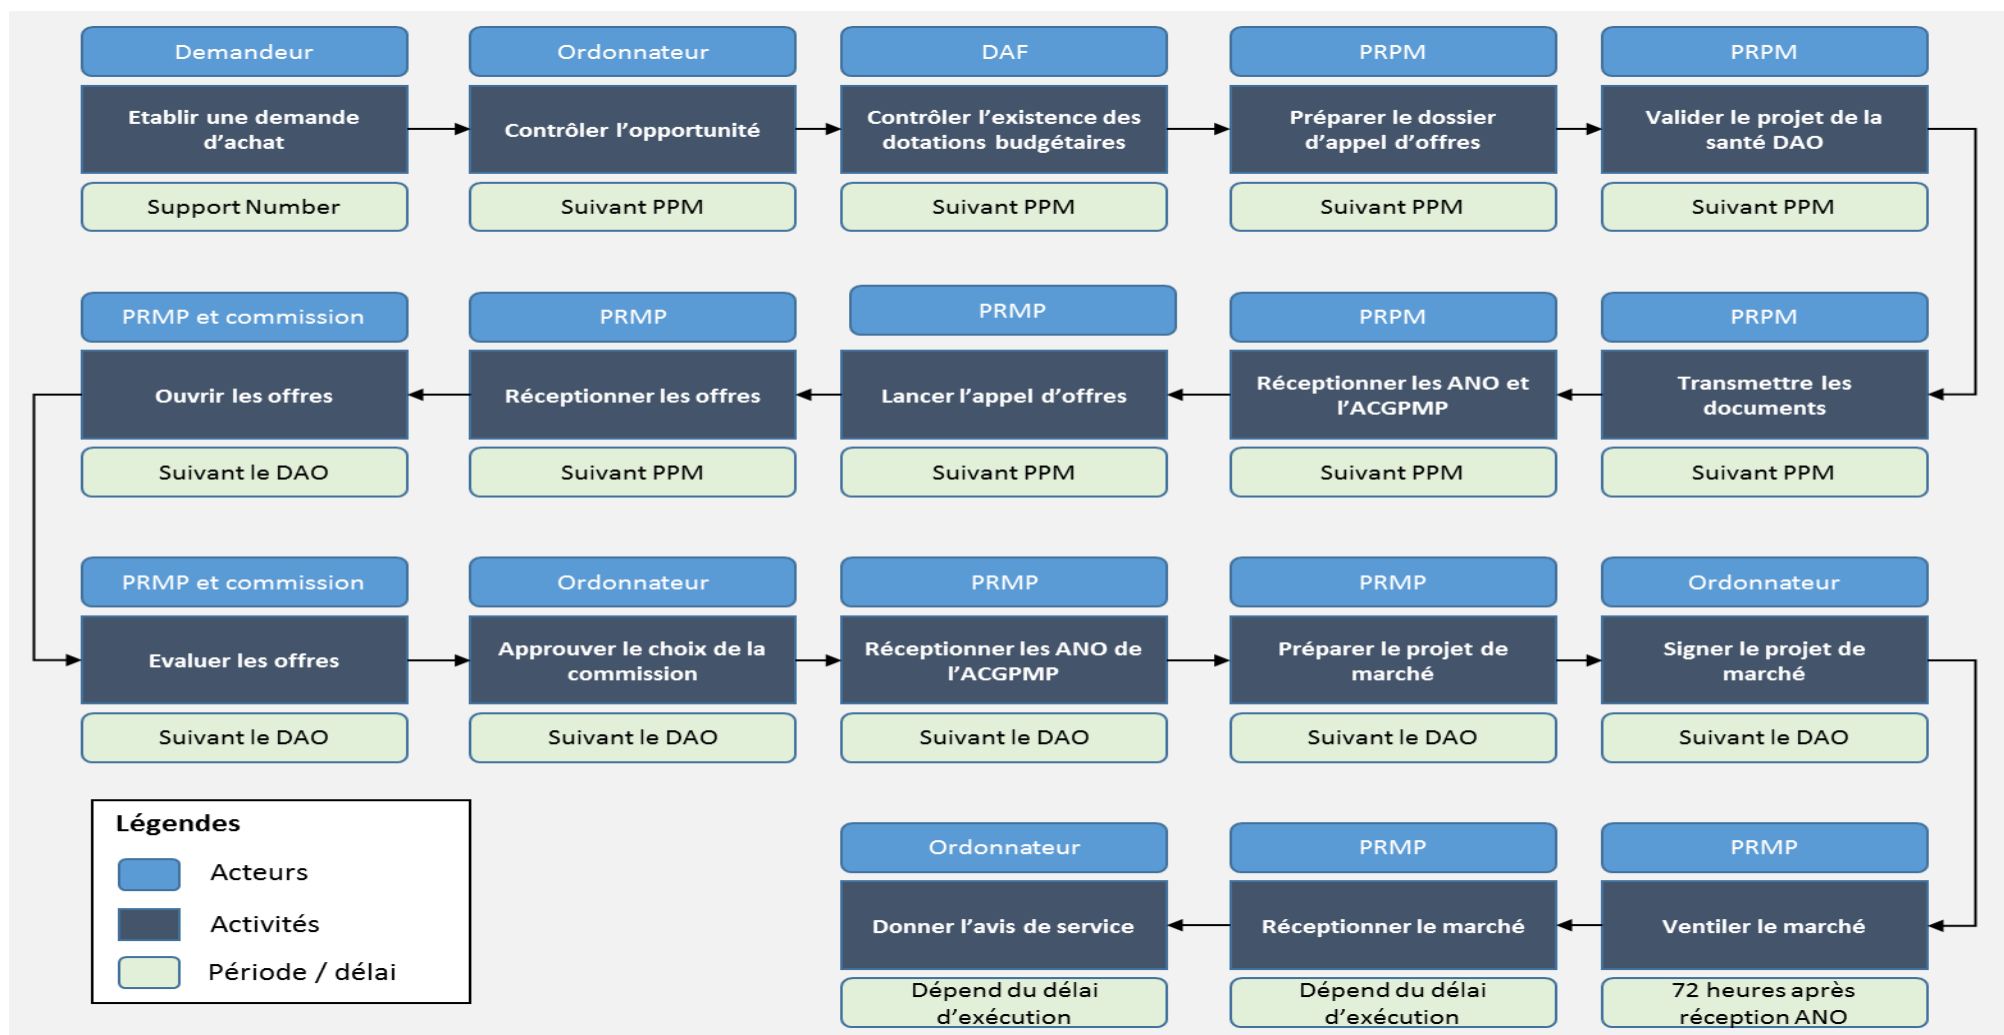 Demandeur
Etablir une demande
d’achat
Support Number
Ordonnateur
Contrôler l’opportunité
Suivant PPM
DAF
Contrôler l’existence des
dotations budgétaires
Suivant PPM
PRPM
Préparer le dossier
d’appel d’offres
Suivant PPM
PRPM
Valider le projet de la
santé DAO
Suivant PPM
PRPM
Transmettre les
documents
Suivant PPM
PRPM
Réceptionner les ANO et
l’ACGPMP
Suivant PPM
PRMP
Lancer l’appel d’offres
Suivant PPM
PRMP
Réceptionner les offres
Suivant PPM
PRMP et commission
Ouvrir les offres
Suivant le DAO
PRMP et commission
Evaluer les offres
Suivant le DAO
Ordonnateur
Approuver le choix de la
commission
Suivant le DAO
PRMP
Réceptionner les ANO de
l’ACGPMP
Suivant le DAO
PRMP
Préparer le projet de
marché
Suivant le DAO
Ordonnateur
Signer le projet de
marché
Suivant le DAO
PRMP
Ventiler le marché
72 heures après
réception ANO
PRMP
Réceptionner le marché
Dépend du délai
d’exécution
Ordonnateur
Donner l’avis de service
Dépend du délai
d’exécution
Légendes
Acteurs
Activités
Période / délai